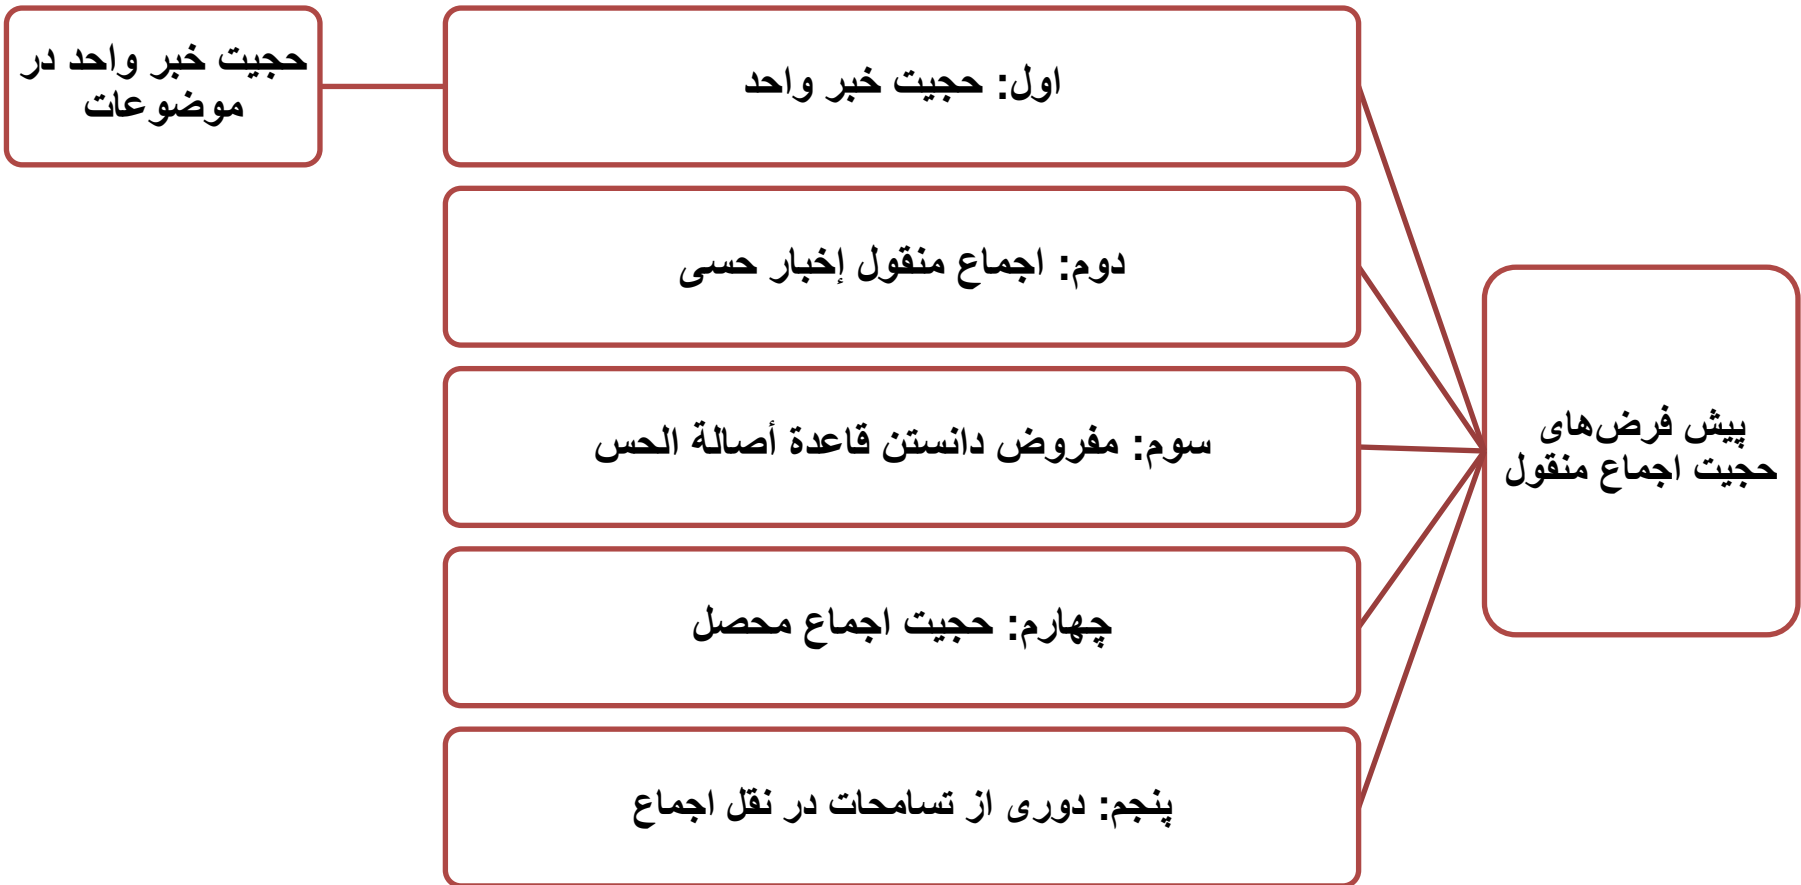 پیش فرض‌های
حجیت اجماع منقول
اول: حجیت خبر واحد
حجیت خبر واحد در
موضوعات
دوم: اجماع منقول إخبار حسی
سوم: مفروض دانستن قاعدة أصالة الحس
چهارم: حجیت اجماع محصل
پنجم: دوری از تسامحات در نقل اجماع